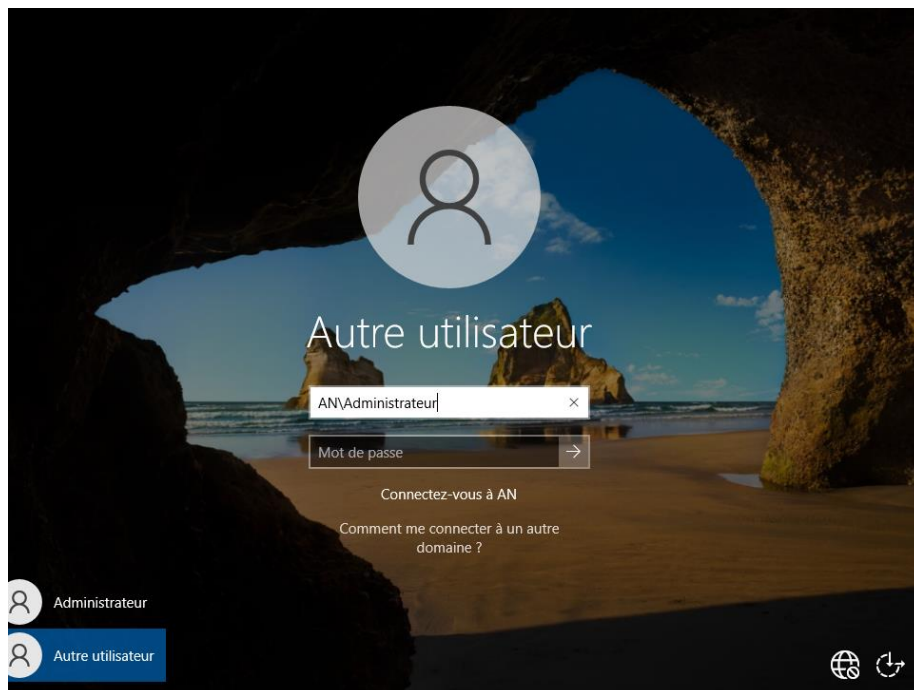 Autre utilisateur
AN\Administrateur
Mot de passe
Connectez-vous à AN
Comment me connecter à un autre
domaine ?
Administrateur
Autre utilisateur